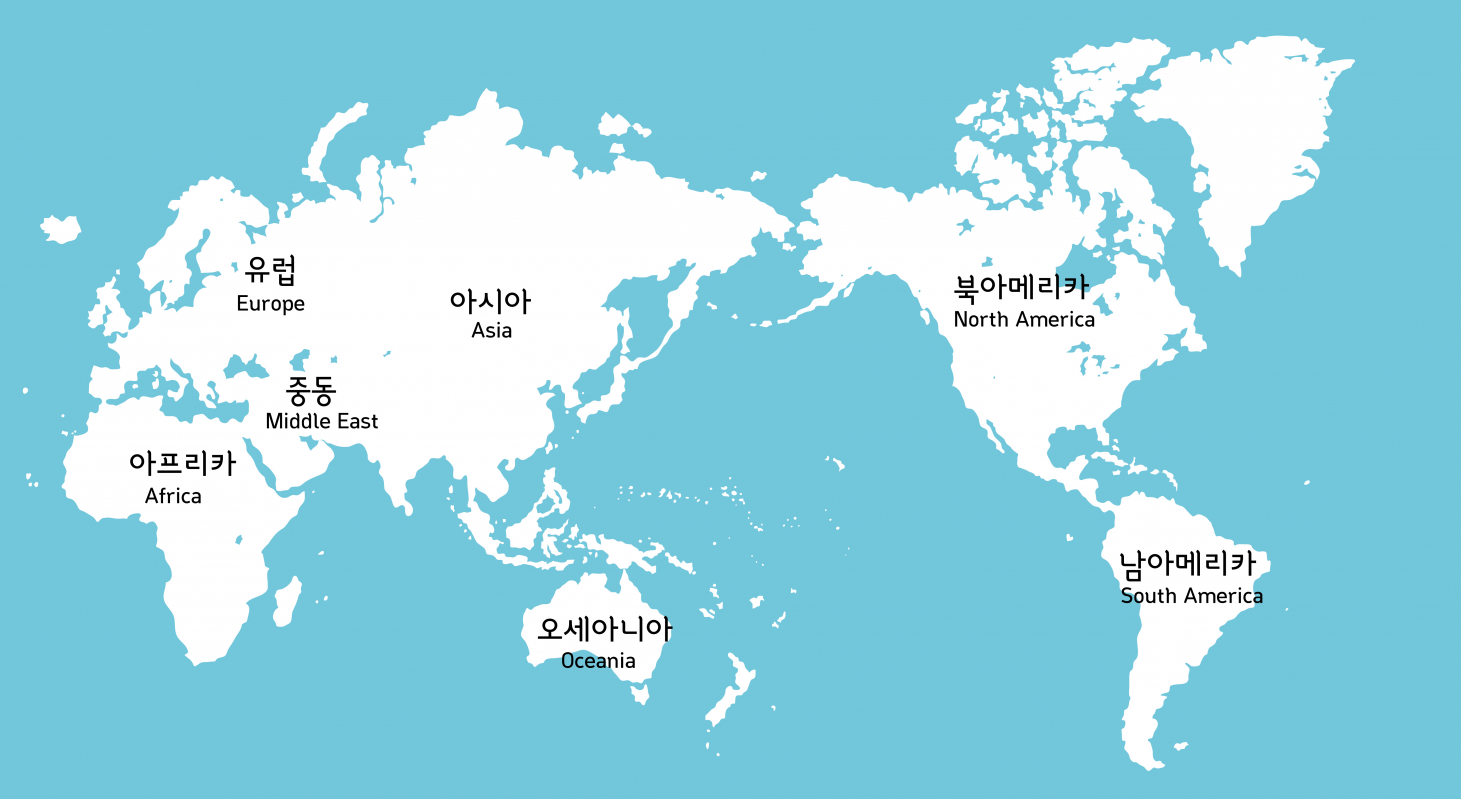 유럽
Europe
아시아
Asia
북아메리카
North America
중동
Middle East
아프리카
Africa
남아메리카
South America
오세아니아
Oceania